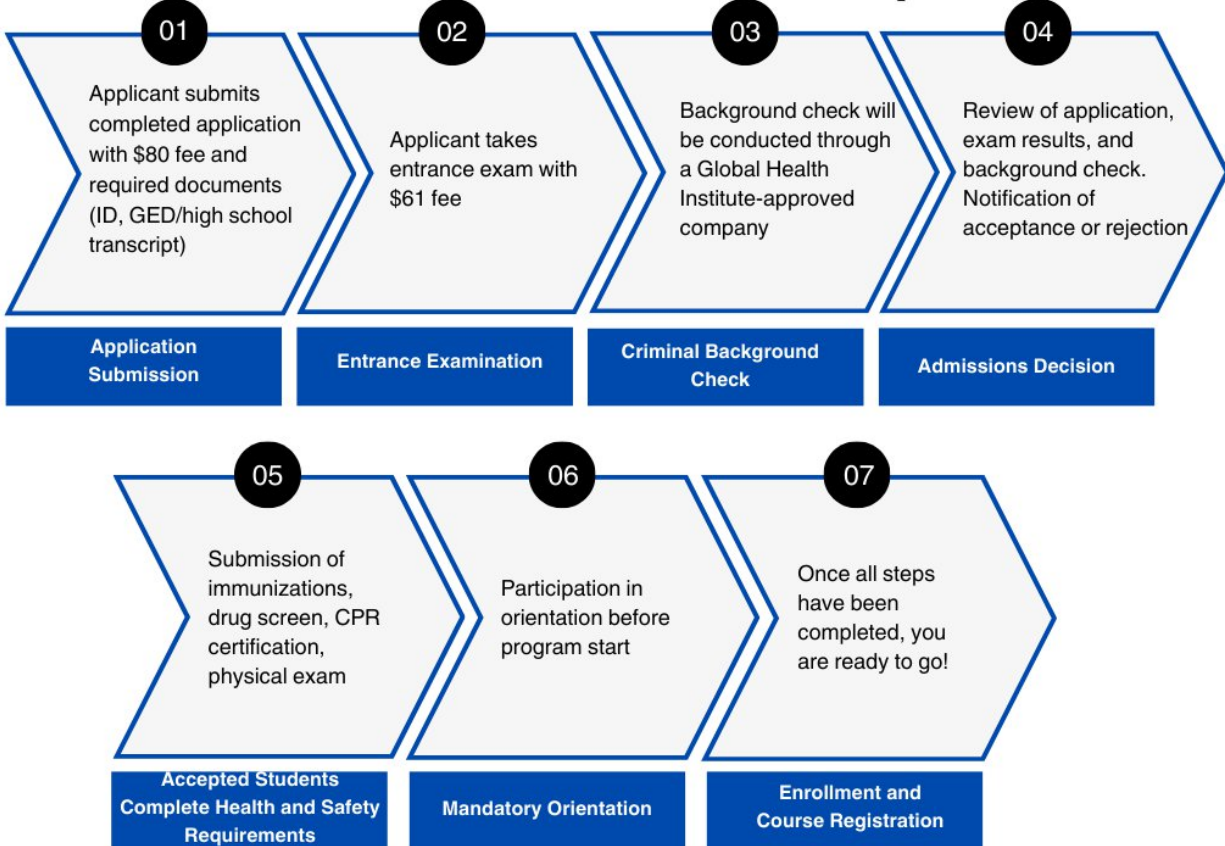 01
Applicant submits
completed application
with $80 fee and
required documents
(ID, GED/high school
transcript)
Application
Submission
02
Applicant takes
entrance exam with
$61 fee
Entrance Examination
03
Background check will
be conducted through
a Global Health
Institute-approved
company
Criminal Background
Check
04
Review of application,
exam results, and
background check.
Notification of
acceptance or rejection
Admissions Decision
05
Submission of
immunizations,
drug screen, CPR
certification,
physical exam
Accepted Students
Complete Health and Safety
Requirements
06
Participation in
orientation before
program start
Mandatory Orientation
07
Once all steps
have been
completed, you
are ready to go!
Enrollment and
Course Registration